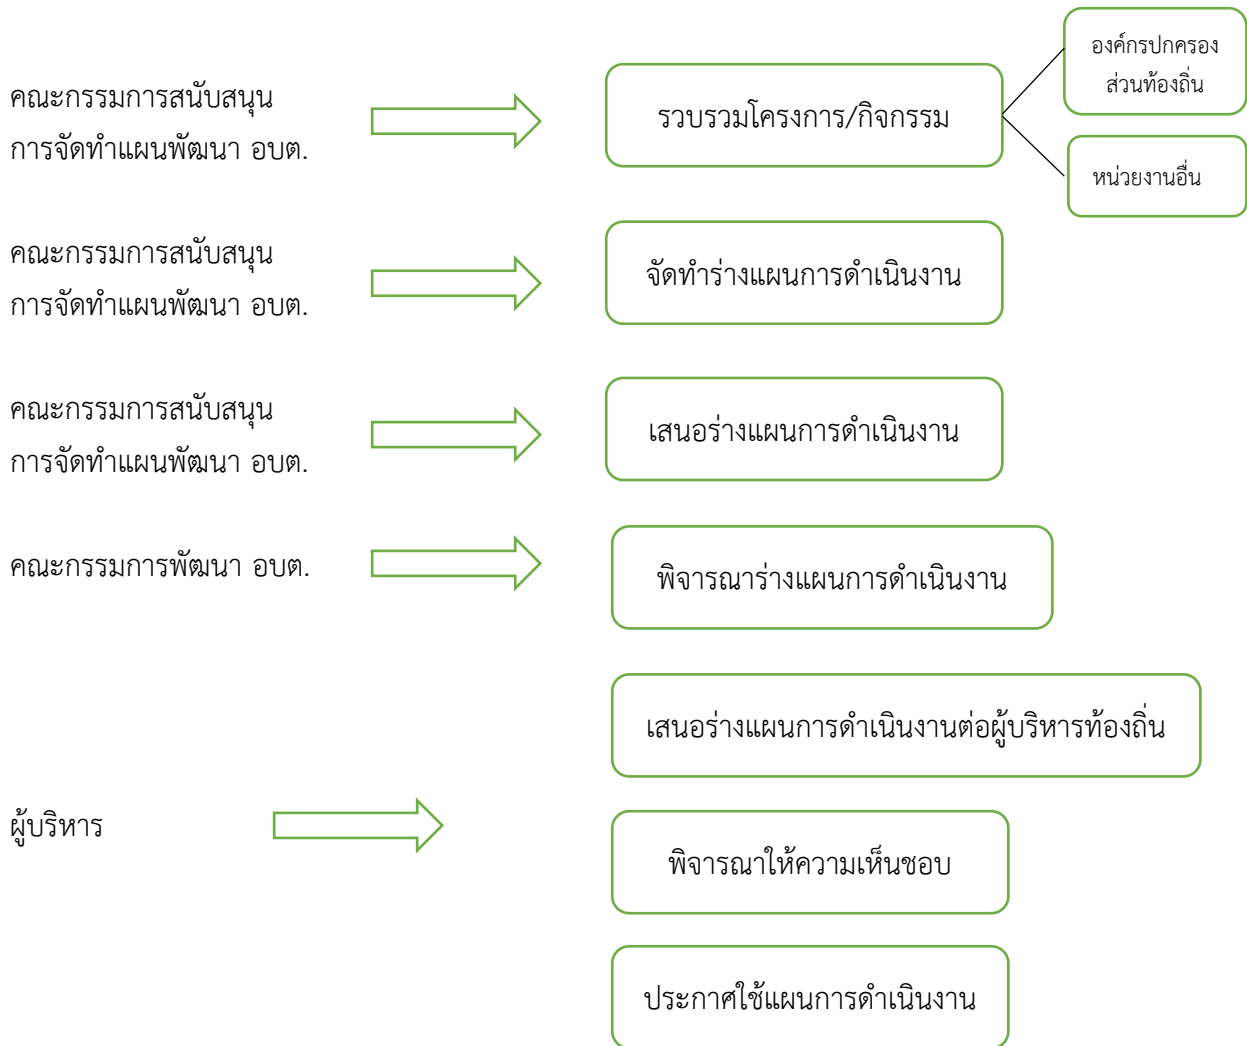 องค์กรปกครอง
ส่วนท้องถิ่น
คณะกรรมการสนับสนุน
การจัดทำแผนพัฒนา อบต.
รวบรวมโครงการ/กิจกรรม
หน่วยงานอื่น
คณะกรรมการสนับสนุน
การจัดทำแผนพัฒนา อบต.
จัดทำร่างแผนการดำเนินงาน
คณะกรรมการสนับสนุน
การจัดทำแผนพัฒนา อบต.
เสนอร่างแผนการดำเนินงาน
คณะกรรมการพัฒนา อบต.
พิจารณาร่างแผนการดำเนินงาน
เสนอร่างแผนการดำเนินงานต่อผู้บริหารท้องถิ่น
ผู้บริหาร
พิจารณาให้ความเห็นชอบ
ประกาศใช้แผนการดำเนินงาน